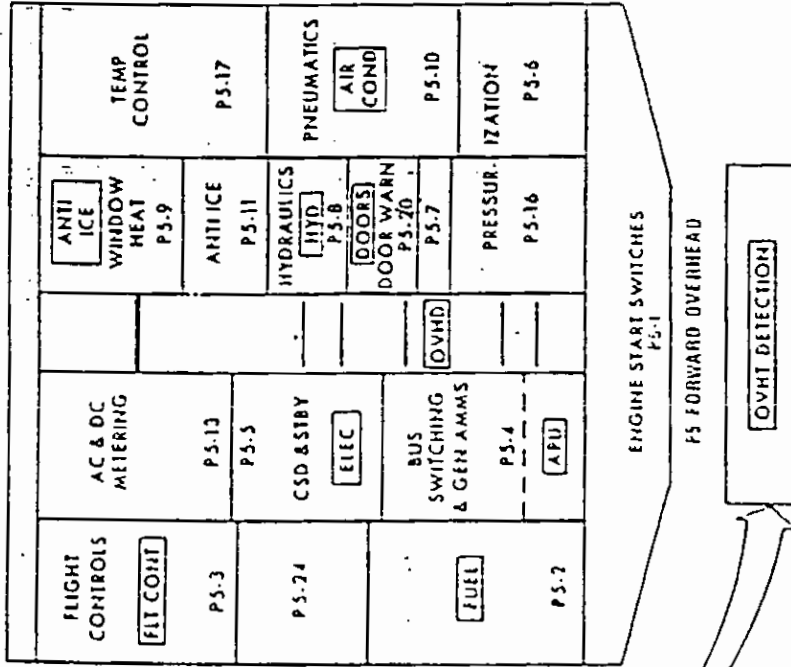 FLIGHT
CONTROLS
FLT CONT
P5-3
P5-24
FUEL
P5-2
AC & DC
METERING
P5-13
P5-5
CSD & STBY
ELEC
BUS
SWITCHING
& GEN AMMS
P5-4
APU
OVHD
ANTI
ICE
WINDOW
HEAT
P5-9
ANTI ICE
P5-11
HYDRAULICS
HYD
P5-8
DOORS
DOOR WARN
P5-20
P5-7
PRESSUR-IZATION
P5-16
P5-6
TEMP
CONTROL
P5-17
PNEUMATICS
AIR
COND
P5-10
ENGINE START SWITCHES
P5-1
P5 FORWARD OVERHEAD
OVHT DETECTION